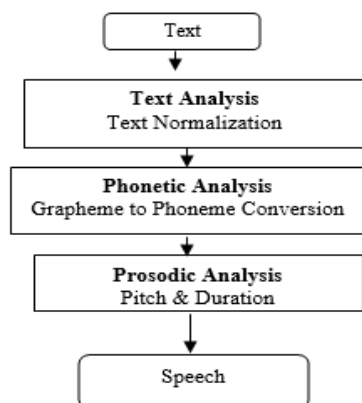 Text
Text Analysis
Text Normalization
Phonetic Analysis
Grapheme to Phoneme Conversion
Prosodic Analysis
Pitch & Duration
Speech